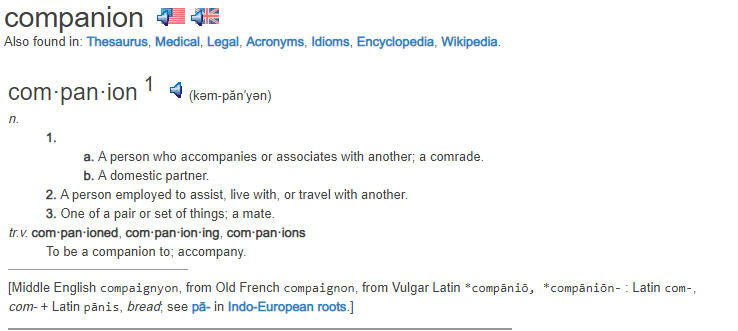 companion
Also found in: Thesaurus, Medical, Legal, Acronyms, Idioms, Encyclopedia, Wikipedia.
com·pan·ion 1 (kəm-păn′yən)
n.
1.
a. A person who accompanies or associates with another; a comrade.
b. A domestic partner.
2. A person employed to assist, live with, or travel with another.
3. One of a pair or set of things; a mate.
tr.v. com·pan·ioned, com·pan·ion·ing, com·pan·ions
To be a companion to; accompany.
[Middle English compaignyon, from Old French compaignon, from Vulgar Latin *compāniō, *compāniōn- : Latin com-,
com- + Latin pānis, bread; see pā- in Indo-European roots.]